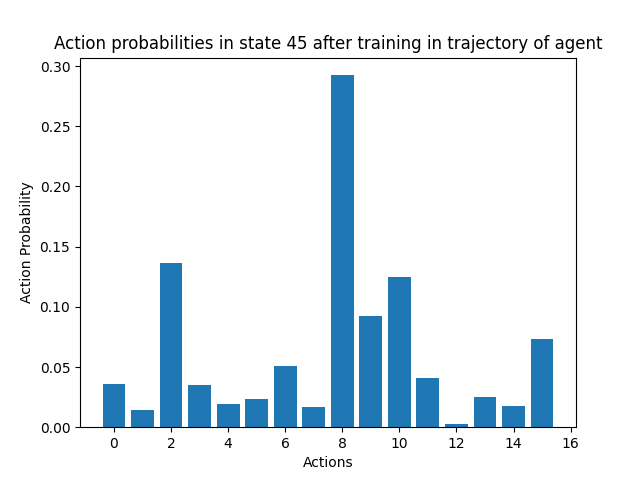 Action probabilities in state 45 after training in trajectory of agent
0.30
0.25
0.20
0.15
0.10
0.05
0.00
Action Probability
0 2 4 6 8 10 12 14 16
Actions